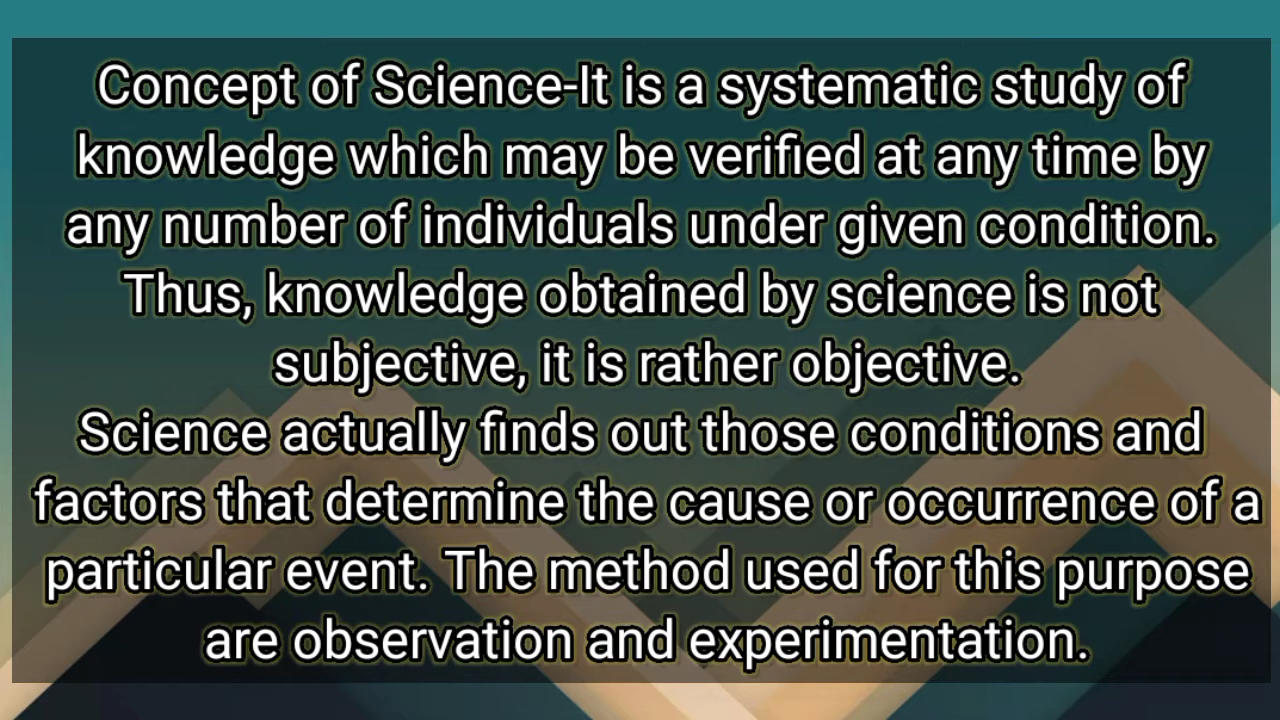 Concept of Science-It is a systematic study of
knowledge which may be verified at any time by
any number of individuals under given condition.
Thus, knowledge obtained by science is not
subjective, it is rather objective.
Science actually finds out those conditions and
factors that determine the cause or occurrence of a
particular event. The method used for this purpose
are observation and experimentation.